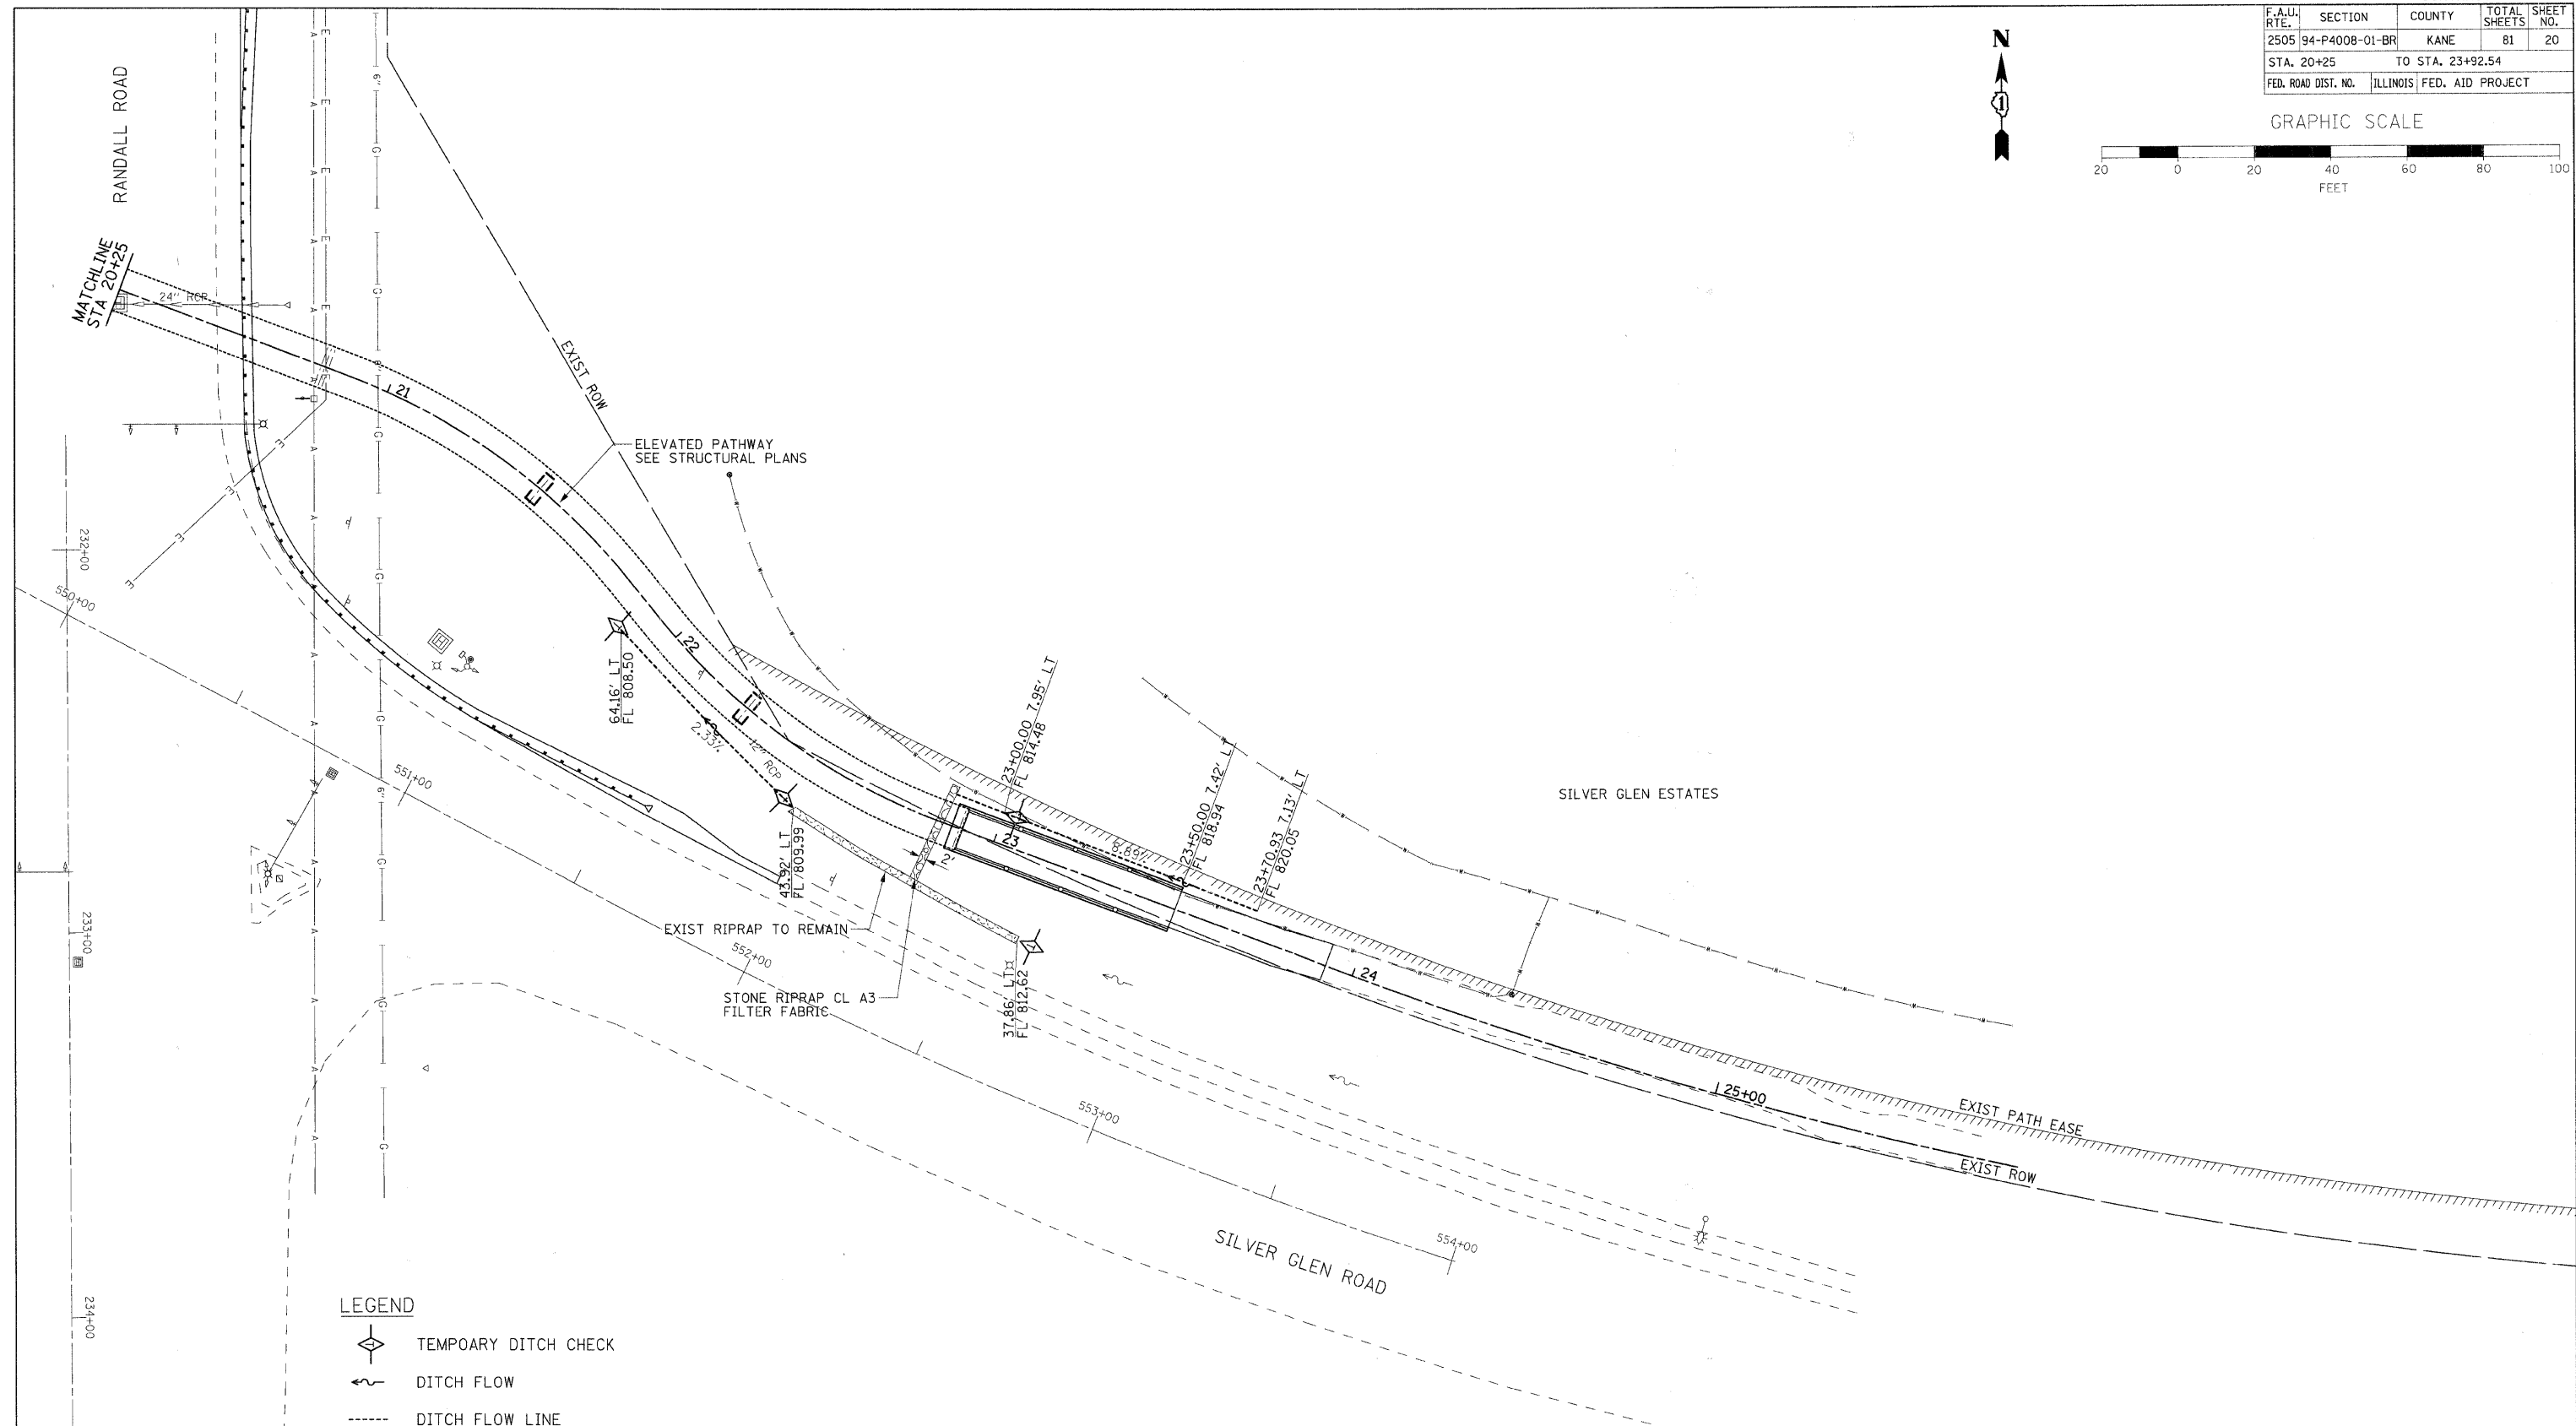 F.A.U. RTE. SECTION COUNTY TOTAL SHEETS SHEET NO.
2505 94-P4008-01-BR KANE 81 20
STA. 20+25 TO STA. 23+92.54
FED. ROAD DIST. NO. ILLINOIS FED. AID PROJECT
N
1
GRAPHIC SCALE
20 0 20 40 60 80 100
FEET
RANDALL ROAD
MATCHLINE
STA 20+25
24" RCP
6"
EXIST ROW
21
ELEVATED PATHWAY
SEE STRUCTURAL PLANS
232+00
550+00
22
64.16' LT
FL 808.50
2.33%
12" RCP
23+00.00 7.95' LT
FL 814.48
23+50.00 7.42' LT
FL 818.94
23+70.93 7.13' LT
FL 820.05
SILVER GLEN ESTATES
551+00
6"
23
2'
8.89%
43.92' LT
FL 809.99
EXIST RIPRAP TO REMAIN
233+00
552+00
24
STONE RIPRAP CL A3
FILTER FABRIC
37.86' LT
FL 812.62
25+00
553+00
EXIST PATH EASE
EXIST ROW
554+00
SILVER GLEN ROAD
234+00
LEGEND
TEMPOARY DITCH CHECK
DITCH FLOW
DITCH FLOW LINE